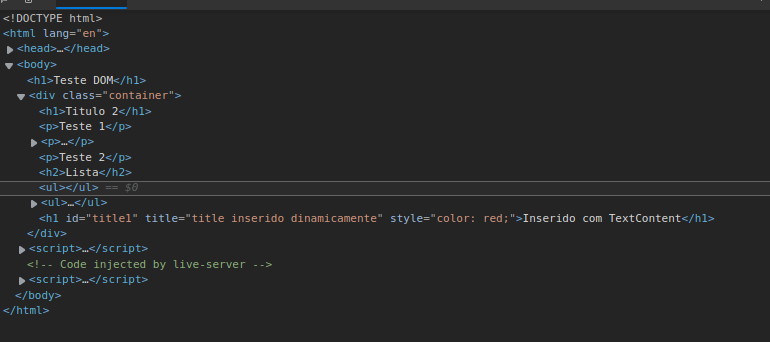 <!DOCTYPE html>
<html lang="en">
<head>…</head>
<body>
<h1>Teste DOM</h1>
<div class="container">
<h1>Titulo 2</h1>
<p>Teste 1</p>
<p>…</p>
<p>Teste 2</p>
<h2>Lista</h2>
<ul></ul> == $0
<ul>…</ul>
<h1 id="title1" title="title inserido dinamicamente" style="color: red;">Inserido com TextContent</h1>
</div>
<script>…</script>
<!-- Code injected by live-server -->
<script>…</script>
</body>
</html>